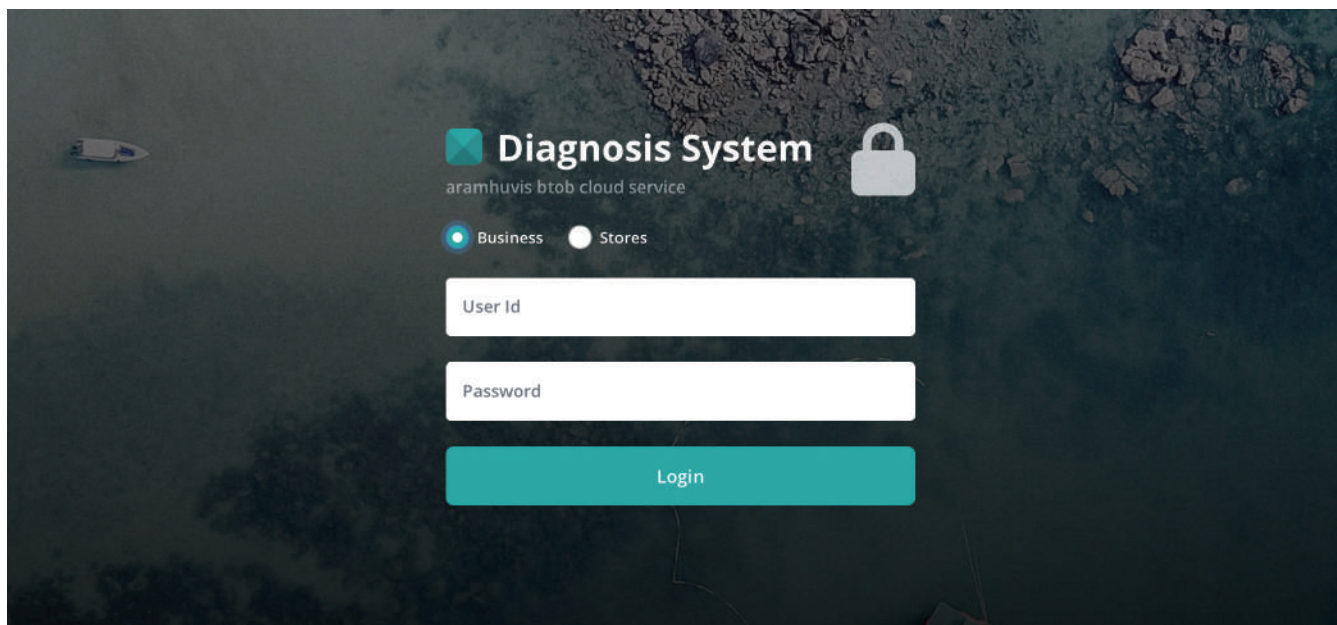 Diagnosis System
aramhuvis btob cloud service
Business Stores
User Id
Password
Login